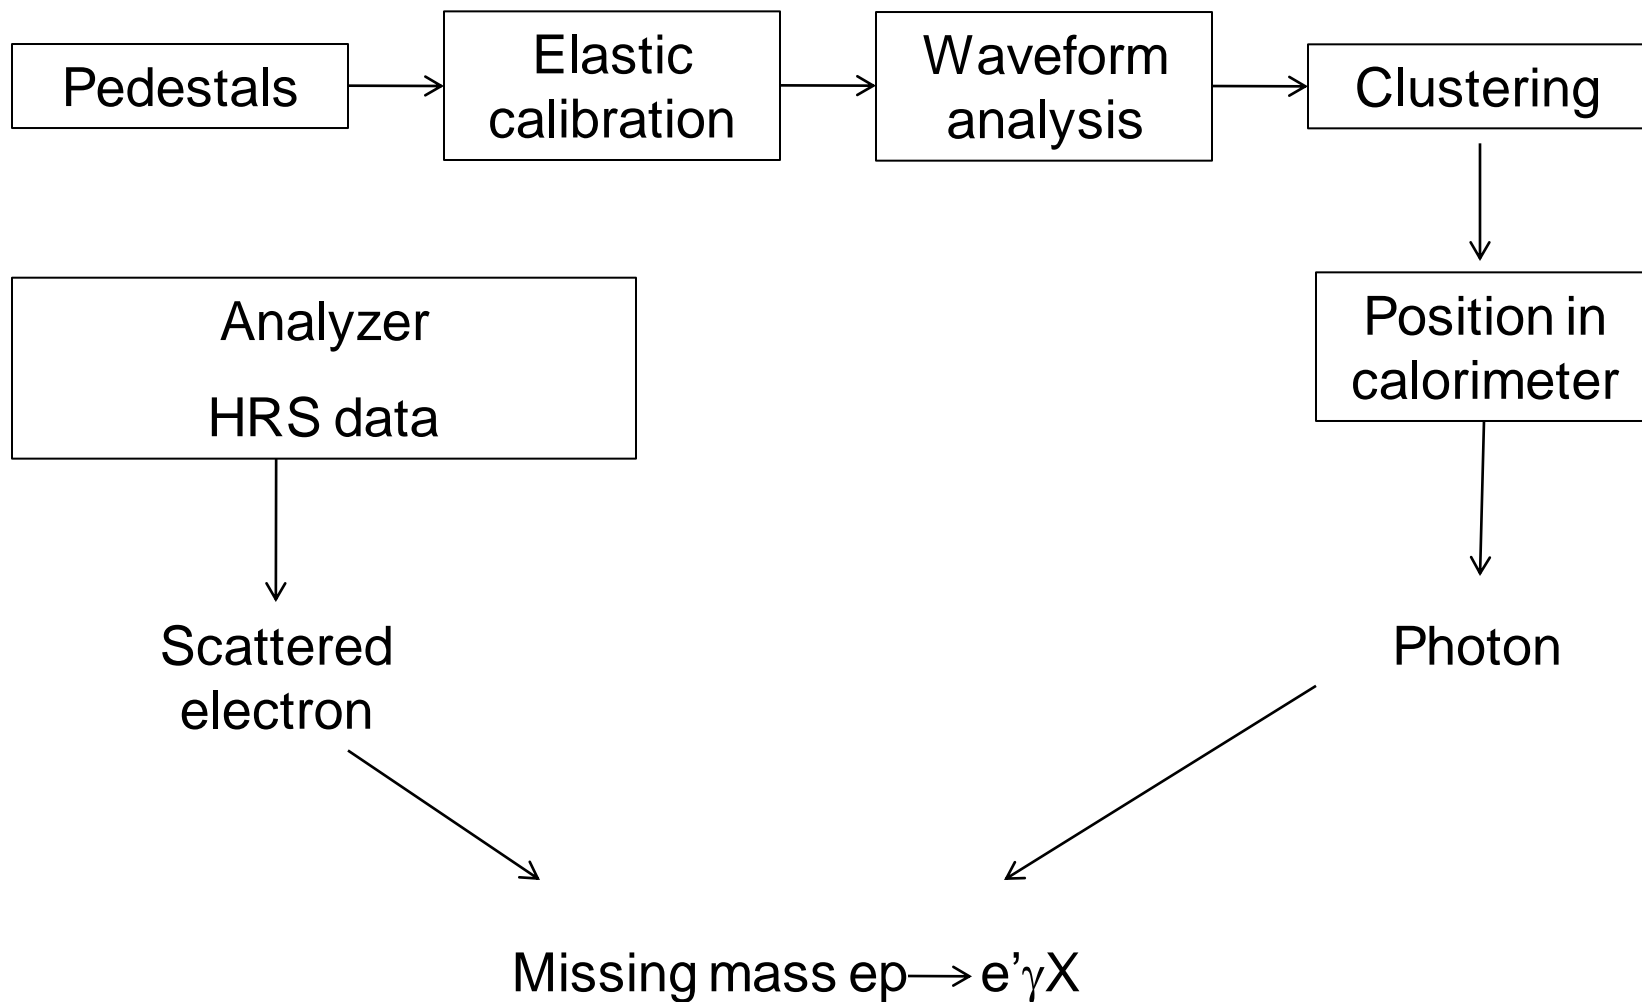 Pedestals
Elastic
calibration
Waveform
analysis
Clustering
Analyzer
HRS data
Position in
calorimeter
Scattered
electron
Photon
Missing mass ep→e’γX